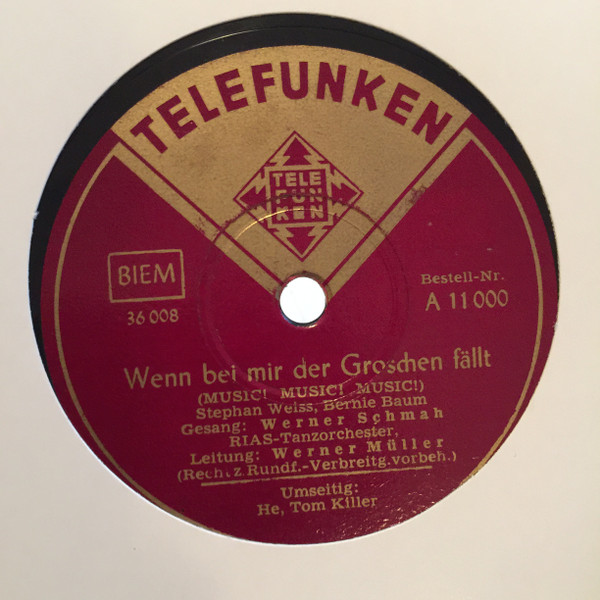 TELEFUNKEN
TELE
FUN
KEN
BIEM
36 008
Bestell-Nr.
A 11 000
Wenn bei mir der Groschen fällt
(MUSIC! MUSIC! MUSIC!)
Stephan Weiss, Bernie Baum
Gesang: Werner Schmah
RIAS-Tanzorchester,
Leitung: Werner Müller
(Recht z. Rundf.-Verbreitg. vorbeh.)
Umseitig:
He, Tom Killer